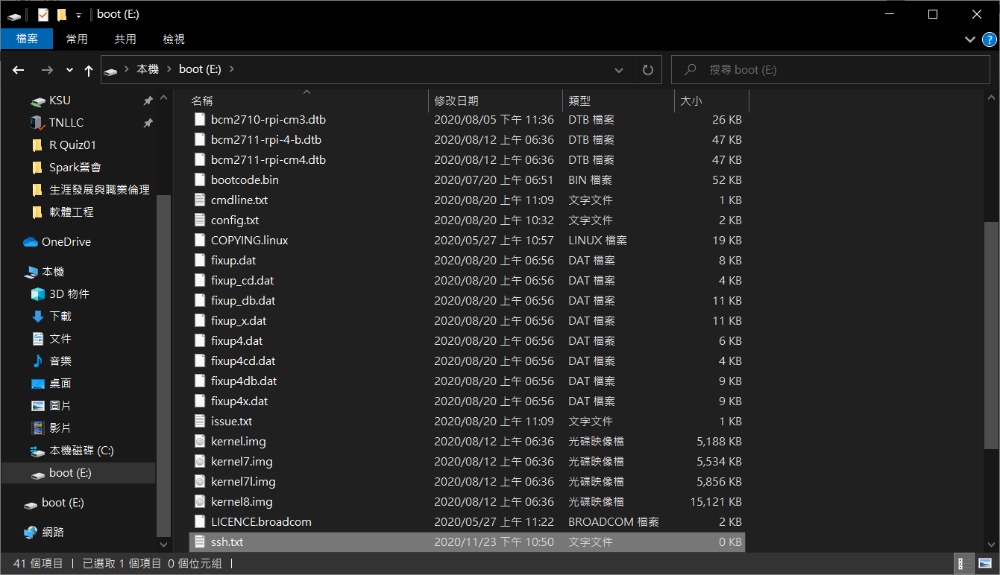 boot (E:)
檔案 常用 共用 檢視
本機 boot (E:) 搜尋 boot (E:)
KSU
TNLLC
R Quiz01
Spark營會
生涯發展與職業倫理
軟體工程
OneDrive
本機
3D 物件
下載
文件
音樂
桌面
圖片
影片
本機磁碟 (C:)
boot (E:)
boot (E:)
網路
名稱 修改日期 類型 大小
bcm2710-rpi-cm3.dtb 2020/08/05 下午 11:36 DTB 檔案 26 KB
bcm2711-rpi-4-b.dtb 2020/08/12 上午 06:36 DTB 檔案 47 KB
bcm2711-rpi-cm4.dtb 2020/08/12 上午 06:36 DTB 檔案 47 KB
bootcode.bin 2020/07/20 上午 06:51 BIN 檔案 52 KB
cmdline.txt 2020/08/20 上午 11:09 文字文件 1 KB
config.txt 2020/08/20 上午 10:32 文字文件 2 KB
COPYING.linux 2020/05/27 上午 10:57 LINUX 檔案 19 KB
fixup.dat 2020/08/20 上午 06:56 DAT 檔案 8 KB
fixup_cd.dat 2020/08/20 上午 06:56 DAT 檔案 4 KB
fixup_db.dat 2020/08/20 上午 06:56 DAT 檔案 11 KB
fixup_x.dat 2020/08/20 上午 06:56 DAT 檔案 11 KB
fixup4.dat 2020/08/20 上午 06:56 DAT 檔案 6 KB
fixup4cd.dat 2020/08/20 上午 06:56 DAT 檔案 4 KB
fixup4db.dat 2020/08/20 上午 06:56 DAT 檔案 9 KB
fixup4x.dat 2020/08/20 上午 06:56 DAT 檔案 9 KB
issue.txt 2020/08/20 上午 11:09 文字文件 1 KB
kernel.img 2020/08/12 上午 06:36 光碟映像檔 5,188 KB
kernel7.img 2020/08/12 上午 06:36 光碟映像檔 5,534 KB
kernel7l.img 2020/08/12 上午 06:36 光碟映像檔 5,856 KB
kernel8.img 2020/08/12 上午 06:36 光碟映像檔 15,121 KB
LICENCE.broadcom 2020/05/27 上午 11:22 BROADCOM 檔案 2 KB
ssh.txt 2020/11/23 下午 10:50 文字文件 0 KB
41 個項目 已選取 1 個項目 0 個位元組